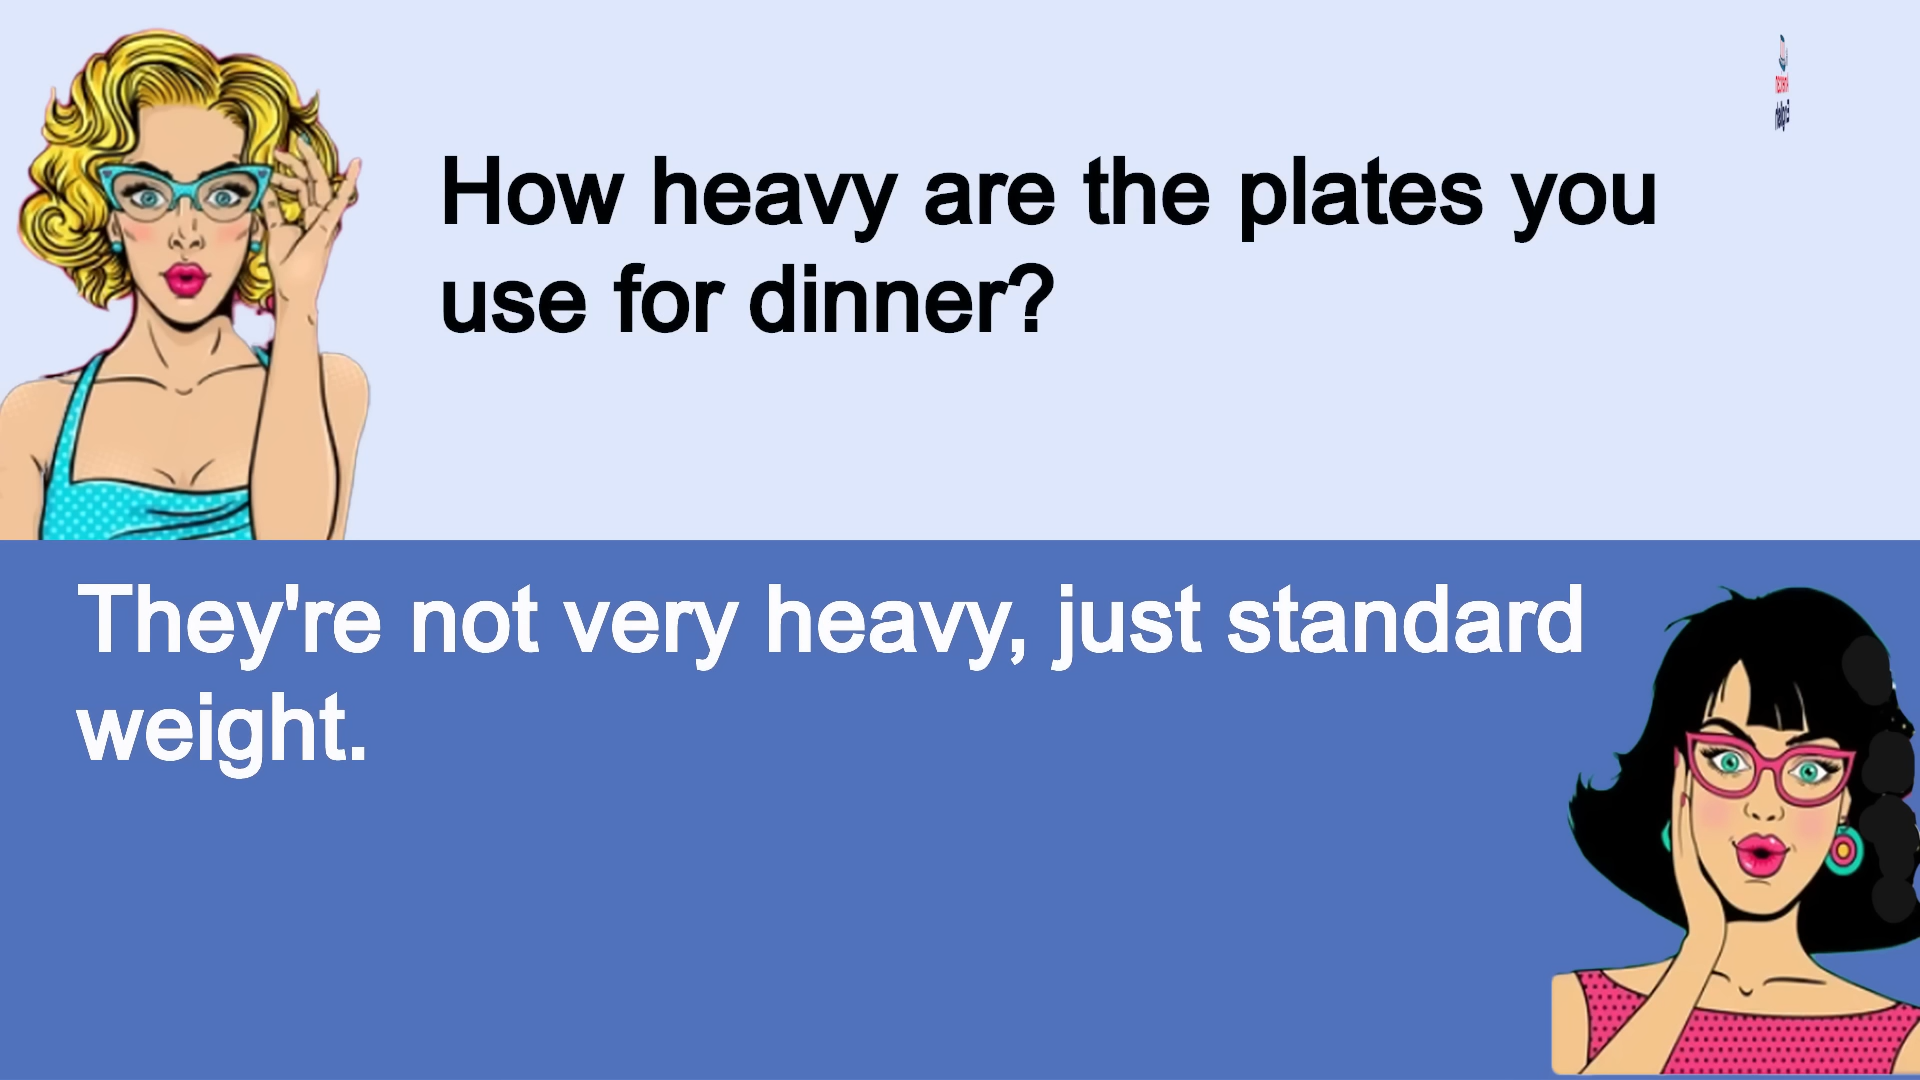 How heavy are the plates you
use for dinner?
They're not very heavy, just standard
weight.